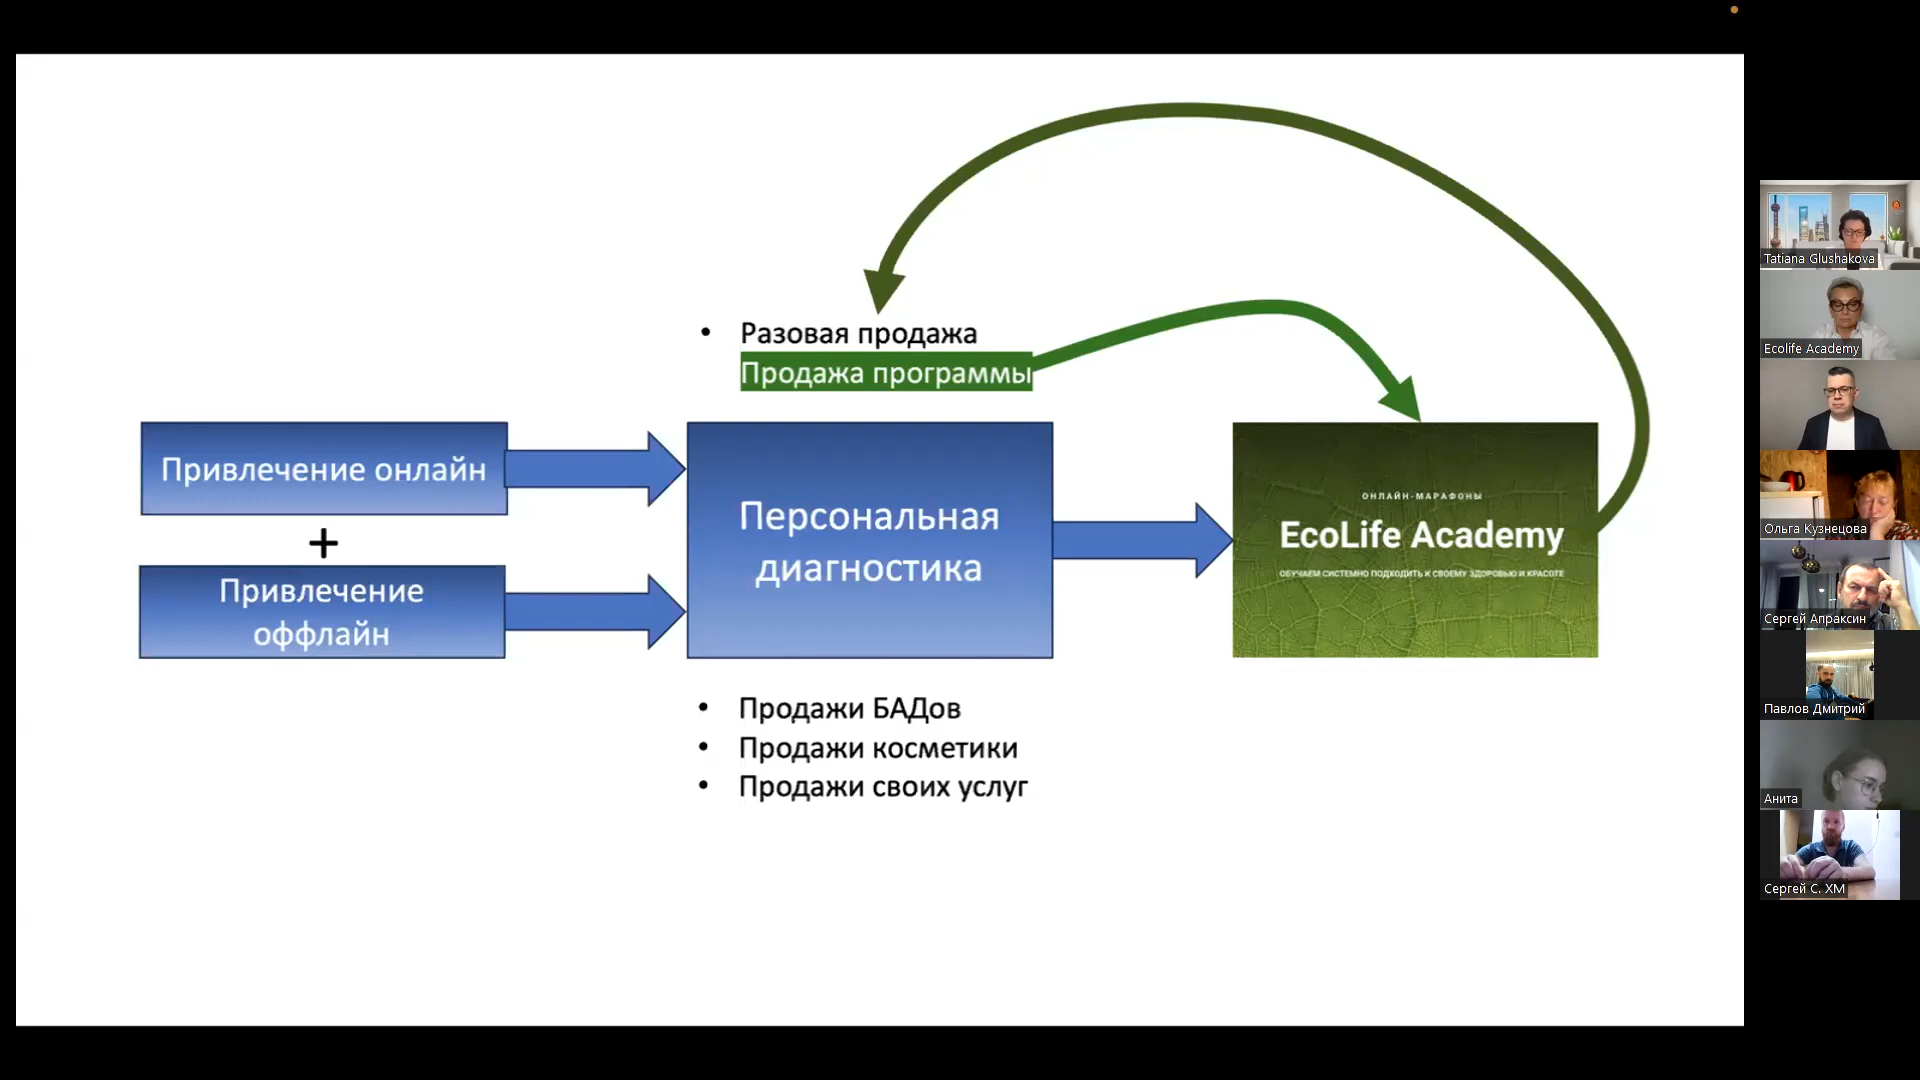 Разовая продажа
Продажа программы
Привлечение онлайн
+
Привлечение
оффлайн
Персональная
диагностика
ОНЛАЙН-МАРАФОНЫ
EcoLife Academy
ОБУЧАЕМ СИСТЕМНО ПОДХОДИТЬ К СВОЕМУ ЗДОРОВЬЮ И КРАСОТЕ
Продажи БАДов
Продажи косметики
Продажи своих услуг
Tatiana Glushakova
Ecolife Academy
Ольга Кузнецова
Сергей Апраксин
Павлов Дмитрий
Анита
Сергей С. ХМ